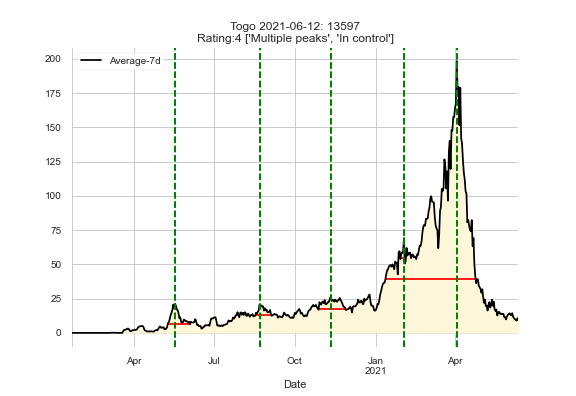 Togo 2021-06-12: 13597
Rating:4 ['Multiple peaks', 'In control']
Average-7d
200
175
150
125
100
75
50
25
0
Apr
Jul
Oct
Jan
2021
Apr
Date